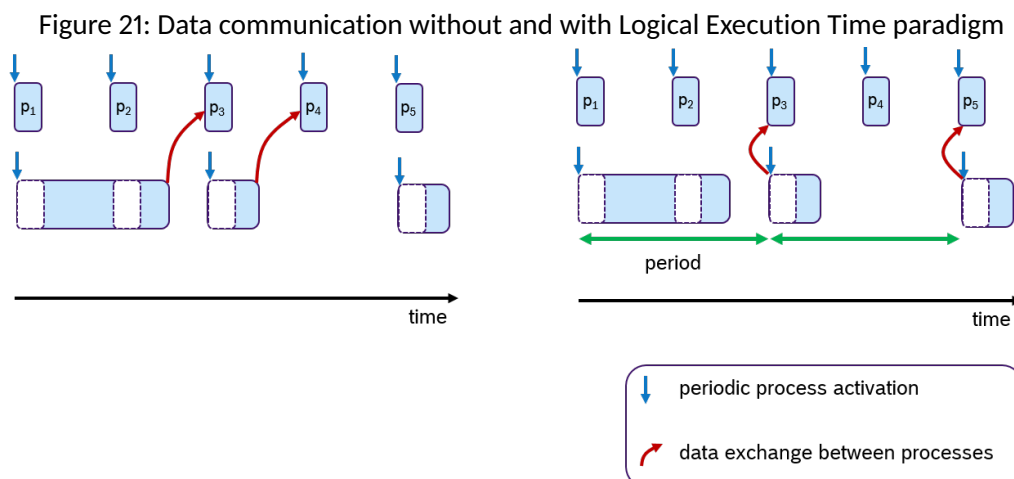 Figure 21: Data communication without and with Logical Execution Time paradigm
p₁ p₂ p₃ p₄ p₅
time
p₁ p₂ p₃ p₄ p₅
period
time
periodic process activation
data exchange between processes